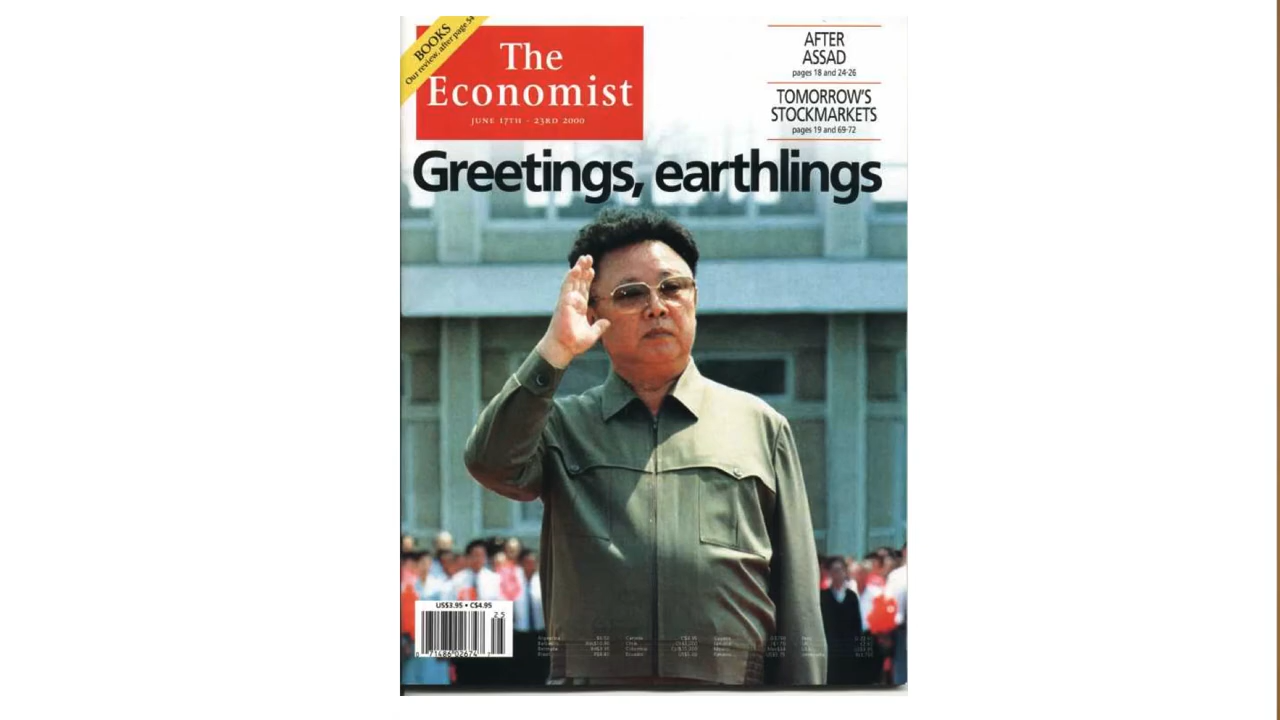 BOOKS
Our review, after page 54
The
Economist
JUNE 17TH - 23RD 2000
AFTER
ASSAD
pages 18 and 24-26
TOMORROW'S
STOCKMARKETS
pages 19 and 69-72
Greetings, earthlings
US$3.95 • C$4.95
25